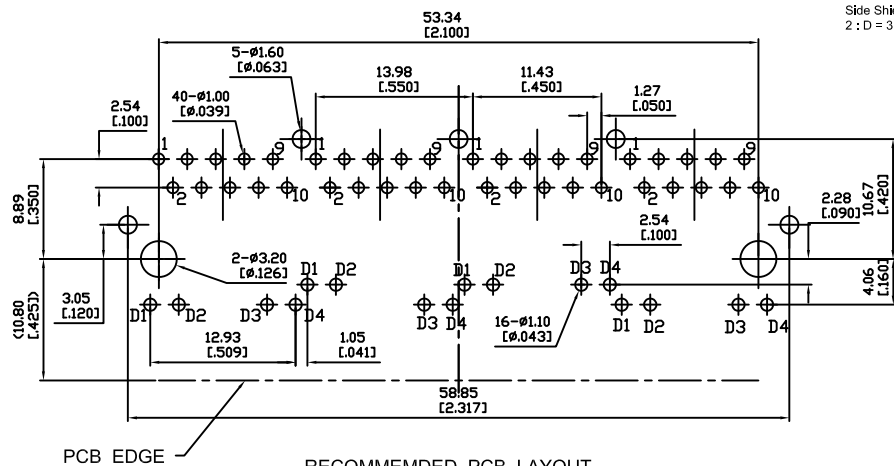 Side Shie
2 : D = 3
53.34
[2.100]
5-ø1.60
[ø.063]
13.98
[.550]
11.43
[.450]
1.27
[.050]
40-ø1.00
[ø.039]
2.54
[.100]
1 9 1 9 1 9 1 9
2 10 2 10 2 10 2 10
8.89
[.350]
10.67
[.420]
2.28
[.090]
2.54
[.100]
2-ø3.20
[ø.126]
D1 D2 D1 D2 D3 D4
4.06
[.160]
3.05
[.120]
(10.80
[.425])
D1 D2 D3 D4 D3 D4 D1 D2 D3 D4
16-ø1.10
[ø.043]
12.93
[.509]
1.05
[.041]
58.85
[2.317]
PCB EDGE
RECOMMEMDED PCB LAYOUT